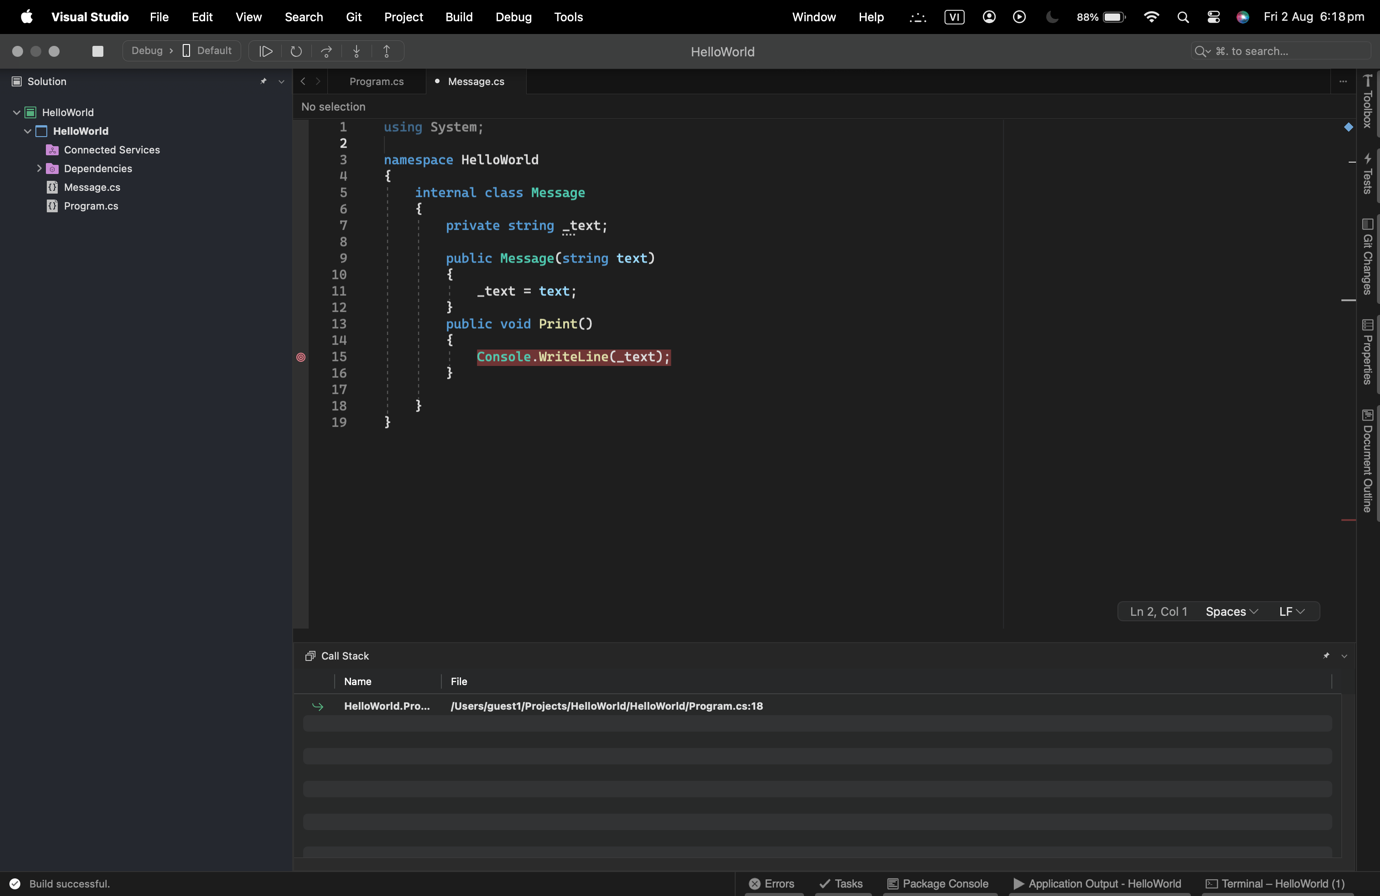 Visual Studio File Edit View Search Git Project Build Debug Tools Window Help VI 88% Fri 2 Aug 6:18 pm
Debug › Default HelloWorld ⌘. to search...
Solution
HelloWorld
HelloWorld
Connected Services
Dependencies
Message.cs
Program.cs
Program.cs Message.cs
No selection
1 using System;
2
3 namespace HelloWorld
4 {
5 internal class Message
6 {
7 private string _text;
8
9 public Message(string text)
10 {
11 _text = text;
12 }
13 public void Print()
14 {
15 Console.WriteLine(_text);
16 }
17
18 }
19 }
Ln 2, Col 1 Spaces LF
Toolbox
Tests
Git Changes
Properties
Document Outline
Call Stack
Name File
HelloWorld.Pro... /Users/guest1/Projects/HelloWorld/HelloWorld/Program.cs:18
Build successful. Errors Tasks Package Console Application Output - HelloWorld Terminal – HelloWorld (1)